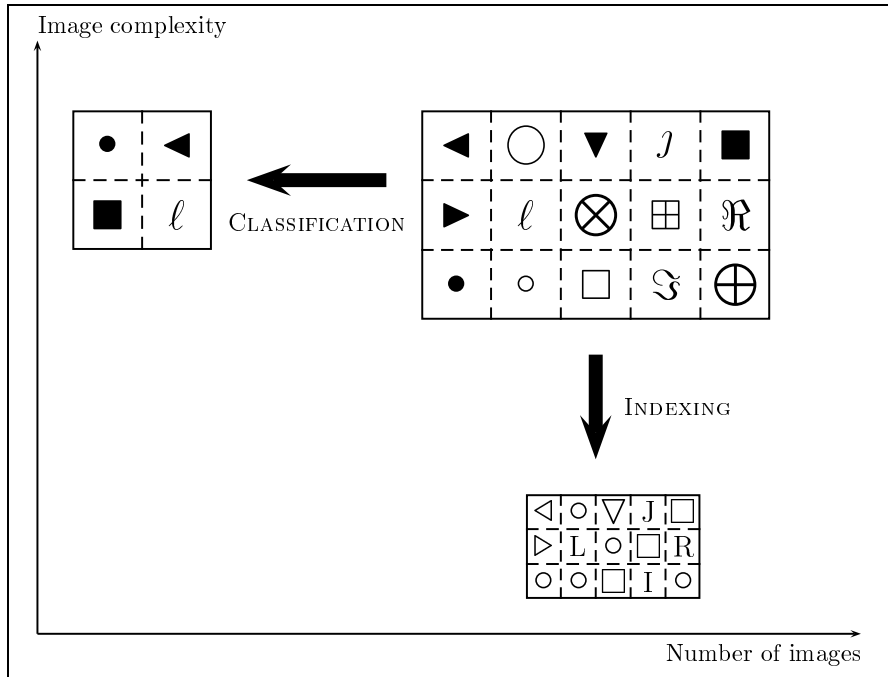 Image complexity
ȷ
ℓ
CLASSIFICATION
ℓ
ℜ
ℑ
INDEXING
J
L
R
I
Number of images